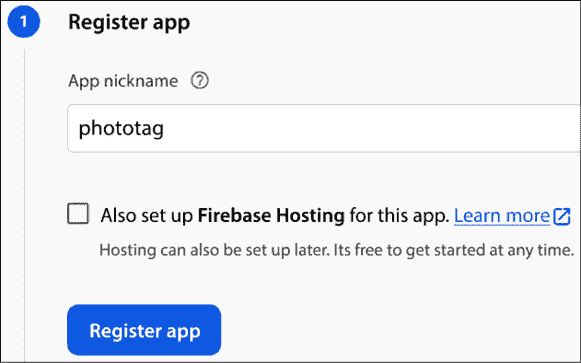 1
Register app
App nickname ?
phototag
Also set up Firebase Hosting for this app. Learn more
Hosting can also be set up later. Its free to get started at any time.
Register app